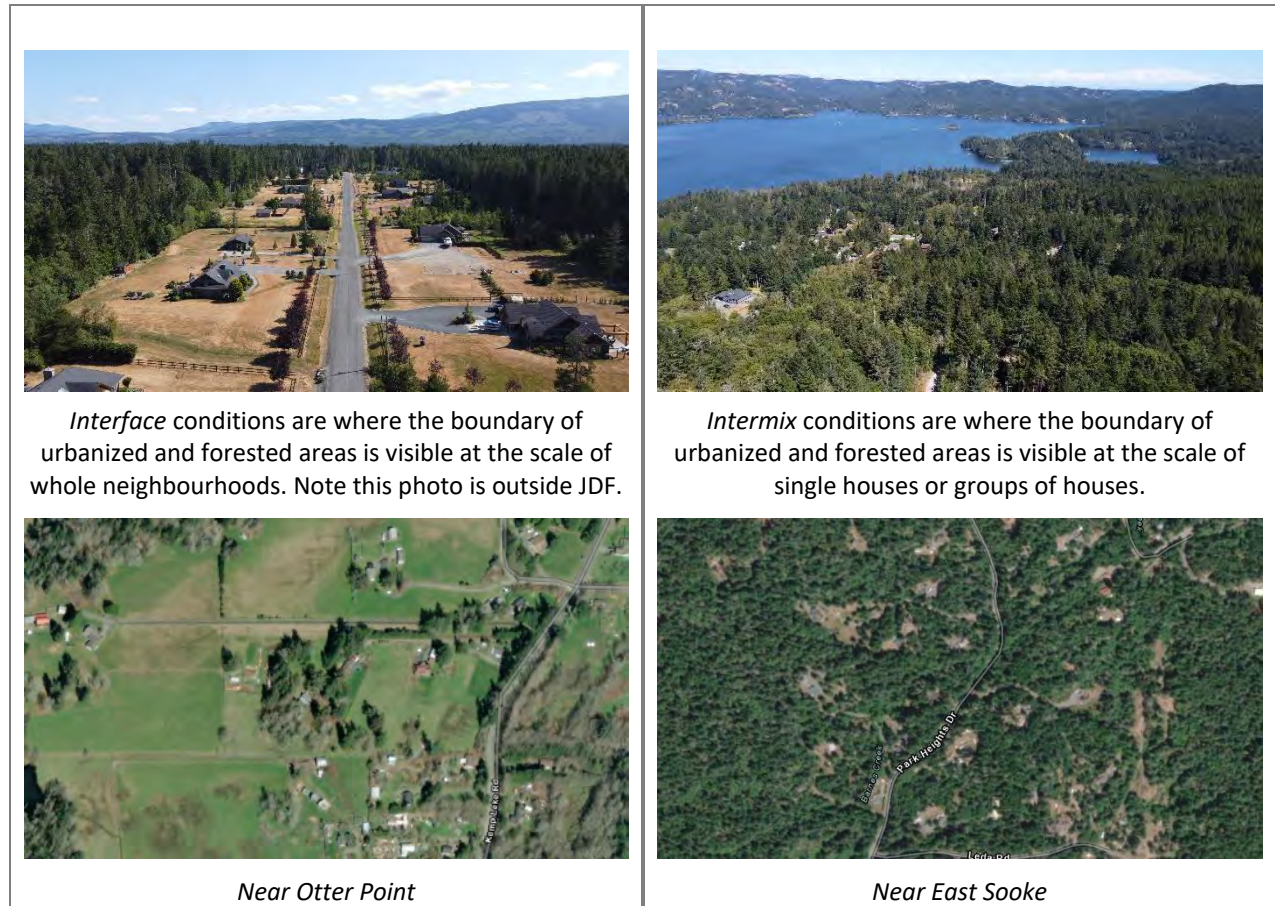 Interface conditions are where the boundary of
urbanized and forested areas is visible at the scale of
whole neighbourhoods. Note this photo is outside JDF.
Kemp Lake Rd
Near Otter Point
Intermix conditions are where the boundary of
urbanized and forested areas is visible at the scale of
single houses or groups of houses.
Park Heights Dr
Barnes Creek
Leda Rd
Near East Sooke